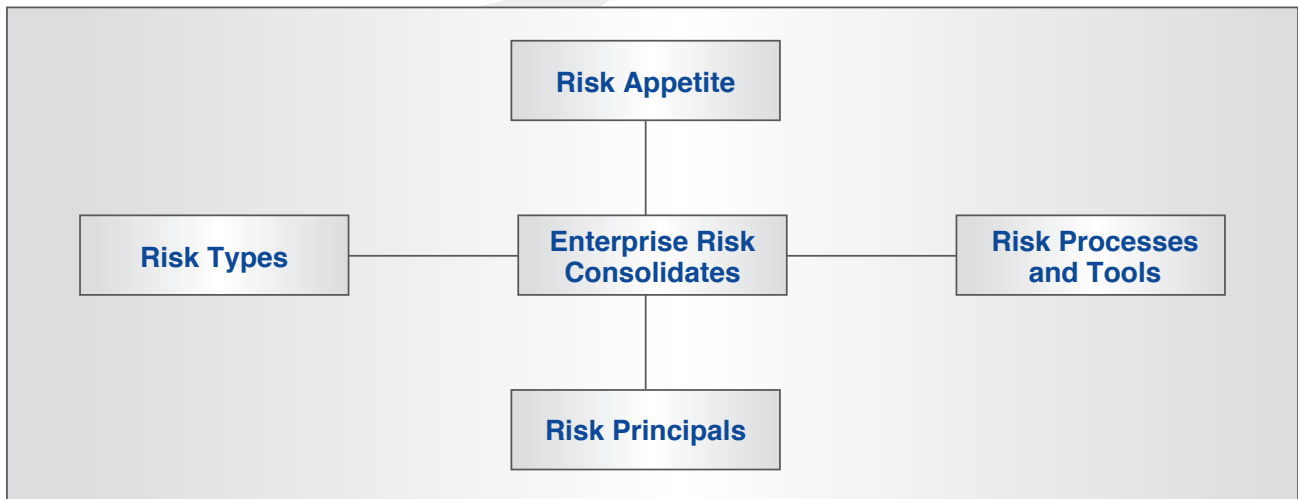 Risk Appetite
Risk Types
Enterprise Risk
Consolidates
Risk Processes
and Tools
Risk Principals